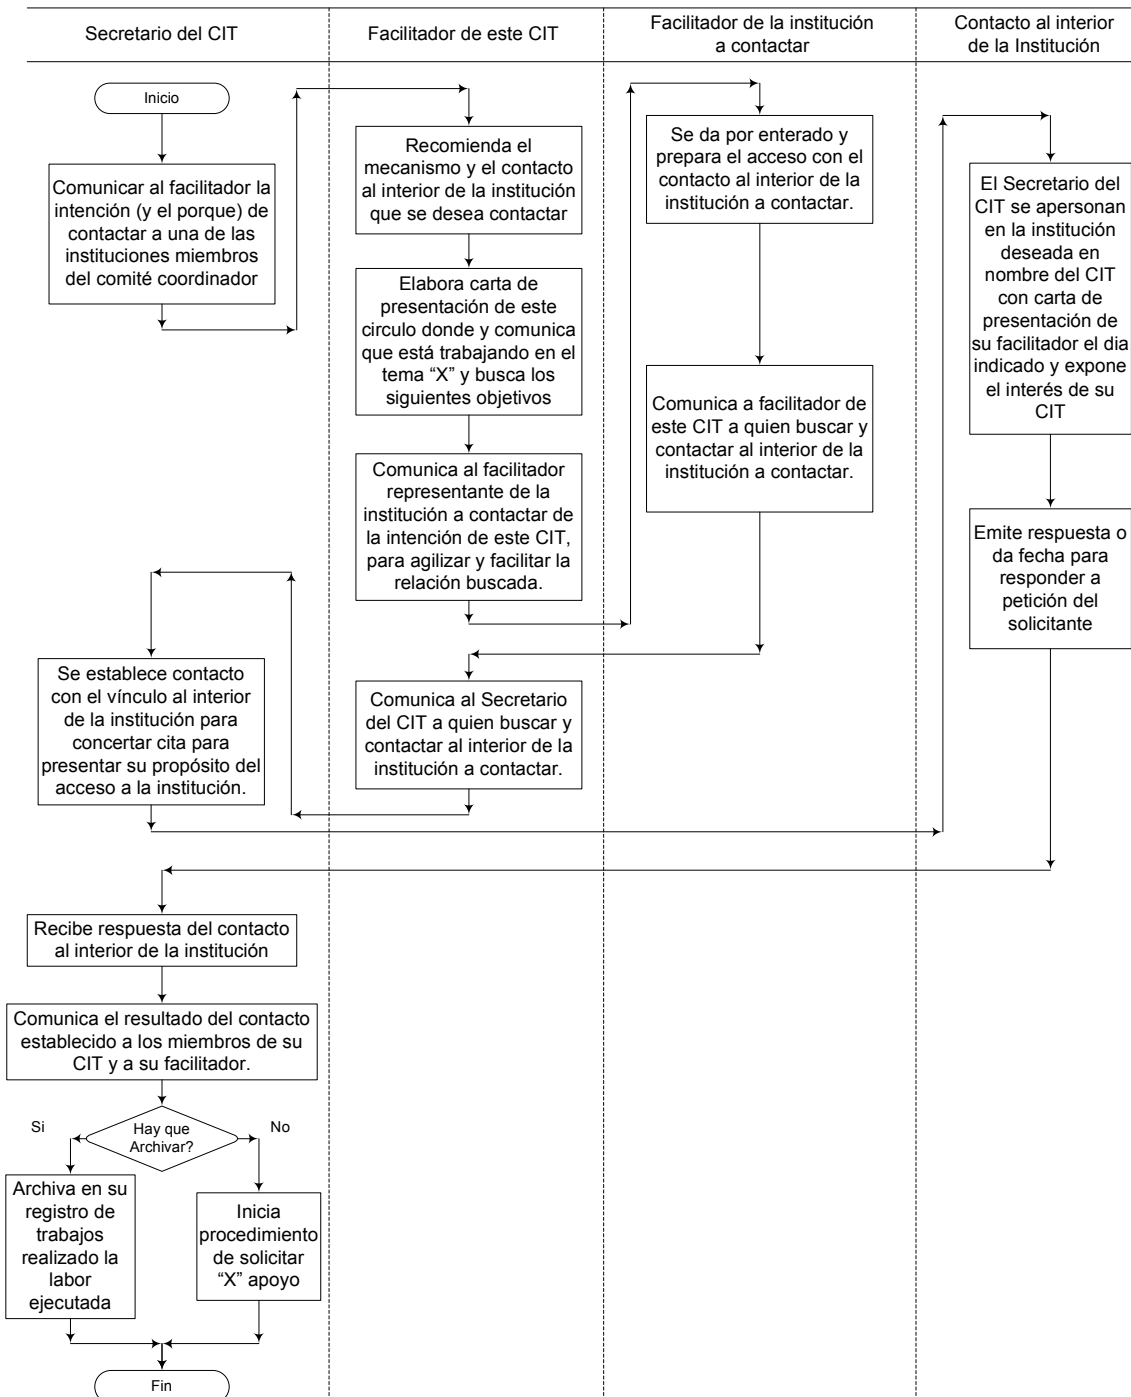 Secretario del CIT
Facilitador de este CIT
Facilitador de la institución
a contactar
Contacto al interior
de la Institución
Inicio
Comunicar al facilitador la
intención (y el porque) de
contactar a una de las
instituciones miembros
del comité coordinador
Recomienda el
mecanismo y el contacto
al interior de la institución
que se desea contactar
Elabora carta de
presentación de este
circulo donde y comunica
que está trabajando en el
tema “X” y busca los
siguientes objetivos
Comunica al facilitador
representante de la
institución a contactar de
la intención de este CIT,
para agilizar y facilitar la
relación buscada.
Se da por enterado y
prepara el acceso con el
contacto al interior de la
institución a contactar.
Comunica a facilitador de
este CIT a quien buscar y
contactar al interior de la
institución a contactar.
Comunica al Secretario
del CIT a quien buscar y
contactar al interior de la
institución a contactar.
Se establece contacto
con el vínculo al interior
de la institución para
concertar cita para
presentar su propósito del
acceso a la institución.
El Secretario del
CIT se apersonan
en la institución
deseada en
nombre del CIT
con carta de
presentación de
su facilitador el dia
indicado y expone
el interés de su
CIT
Emite respuesta o
da fecha para
responder a
petición del
solicitante
Recibe respuesta del contacto
al interior de la institución
Comunica el resultado del contacto
establecido a los miembros de su
CIT y a su facilitador.
Hay que
Archivar?
Si
No
Archiva en su
registro de
trabajos
realizado la
labor
ejecutada
Inicia
procedimiento
de solicitar
“X” apoyo
Fin